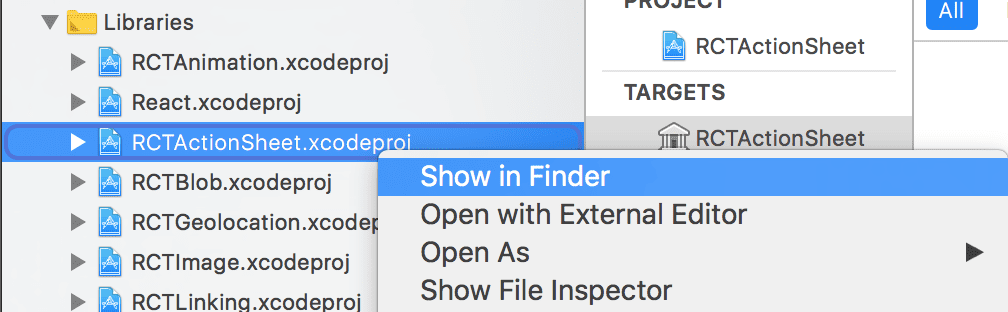 Libraries
RCTAnimation.xcodeproj
React.xcodeproj
RCTActionSheet.xcodeproj
RCTBlob.xcodeproj
RCTGeolocation.xcodep
RCTImage.xcodeproj
RCTLinking.xcodeproj
PROJECT
RCTActionSheet
TARGETS
RCTActionSheet
All
Show in Finder
Open with External Editor
Open As
Show File Inspector